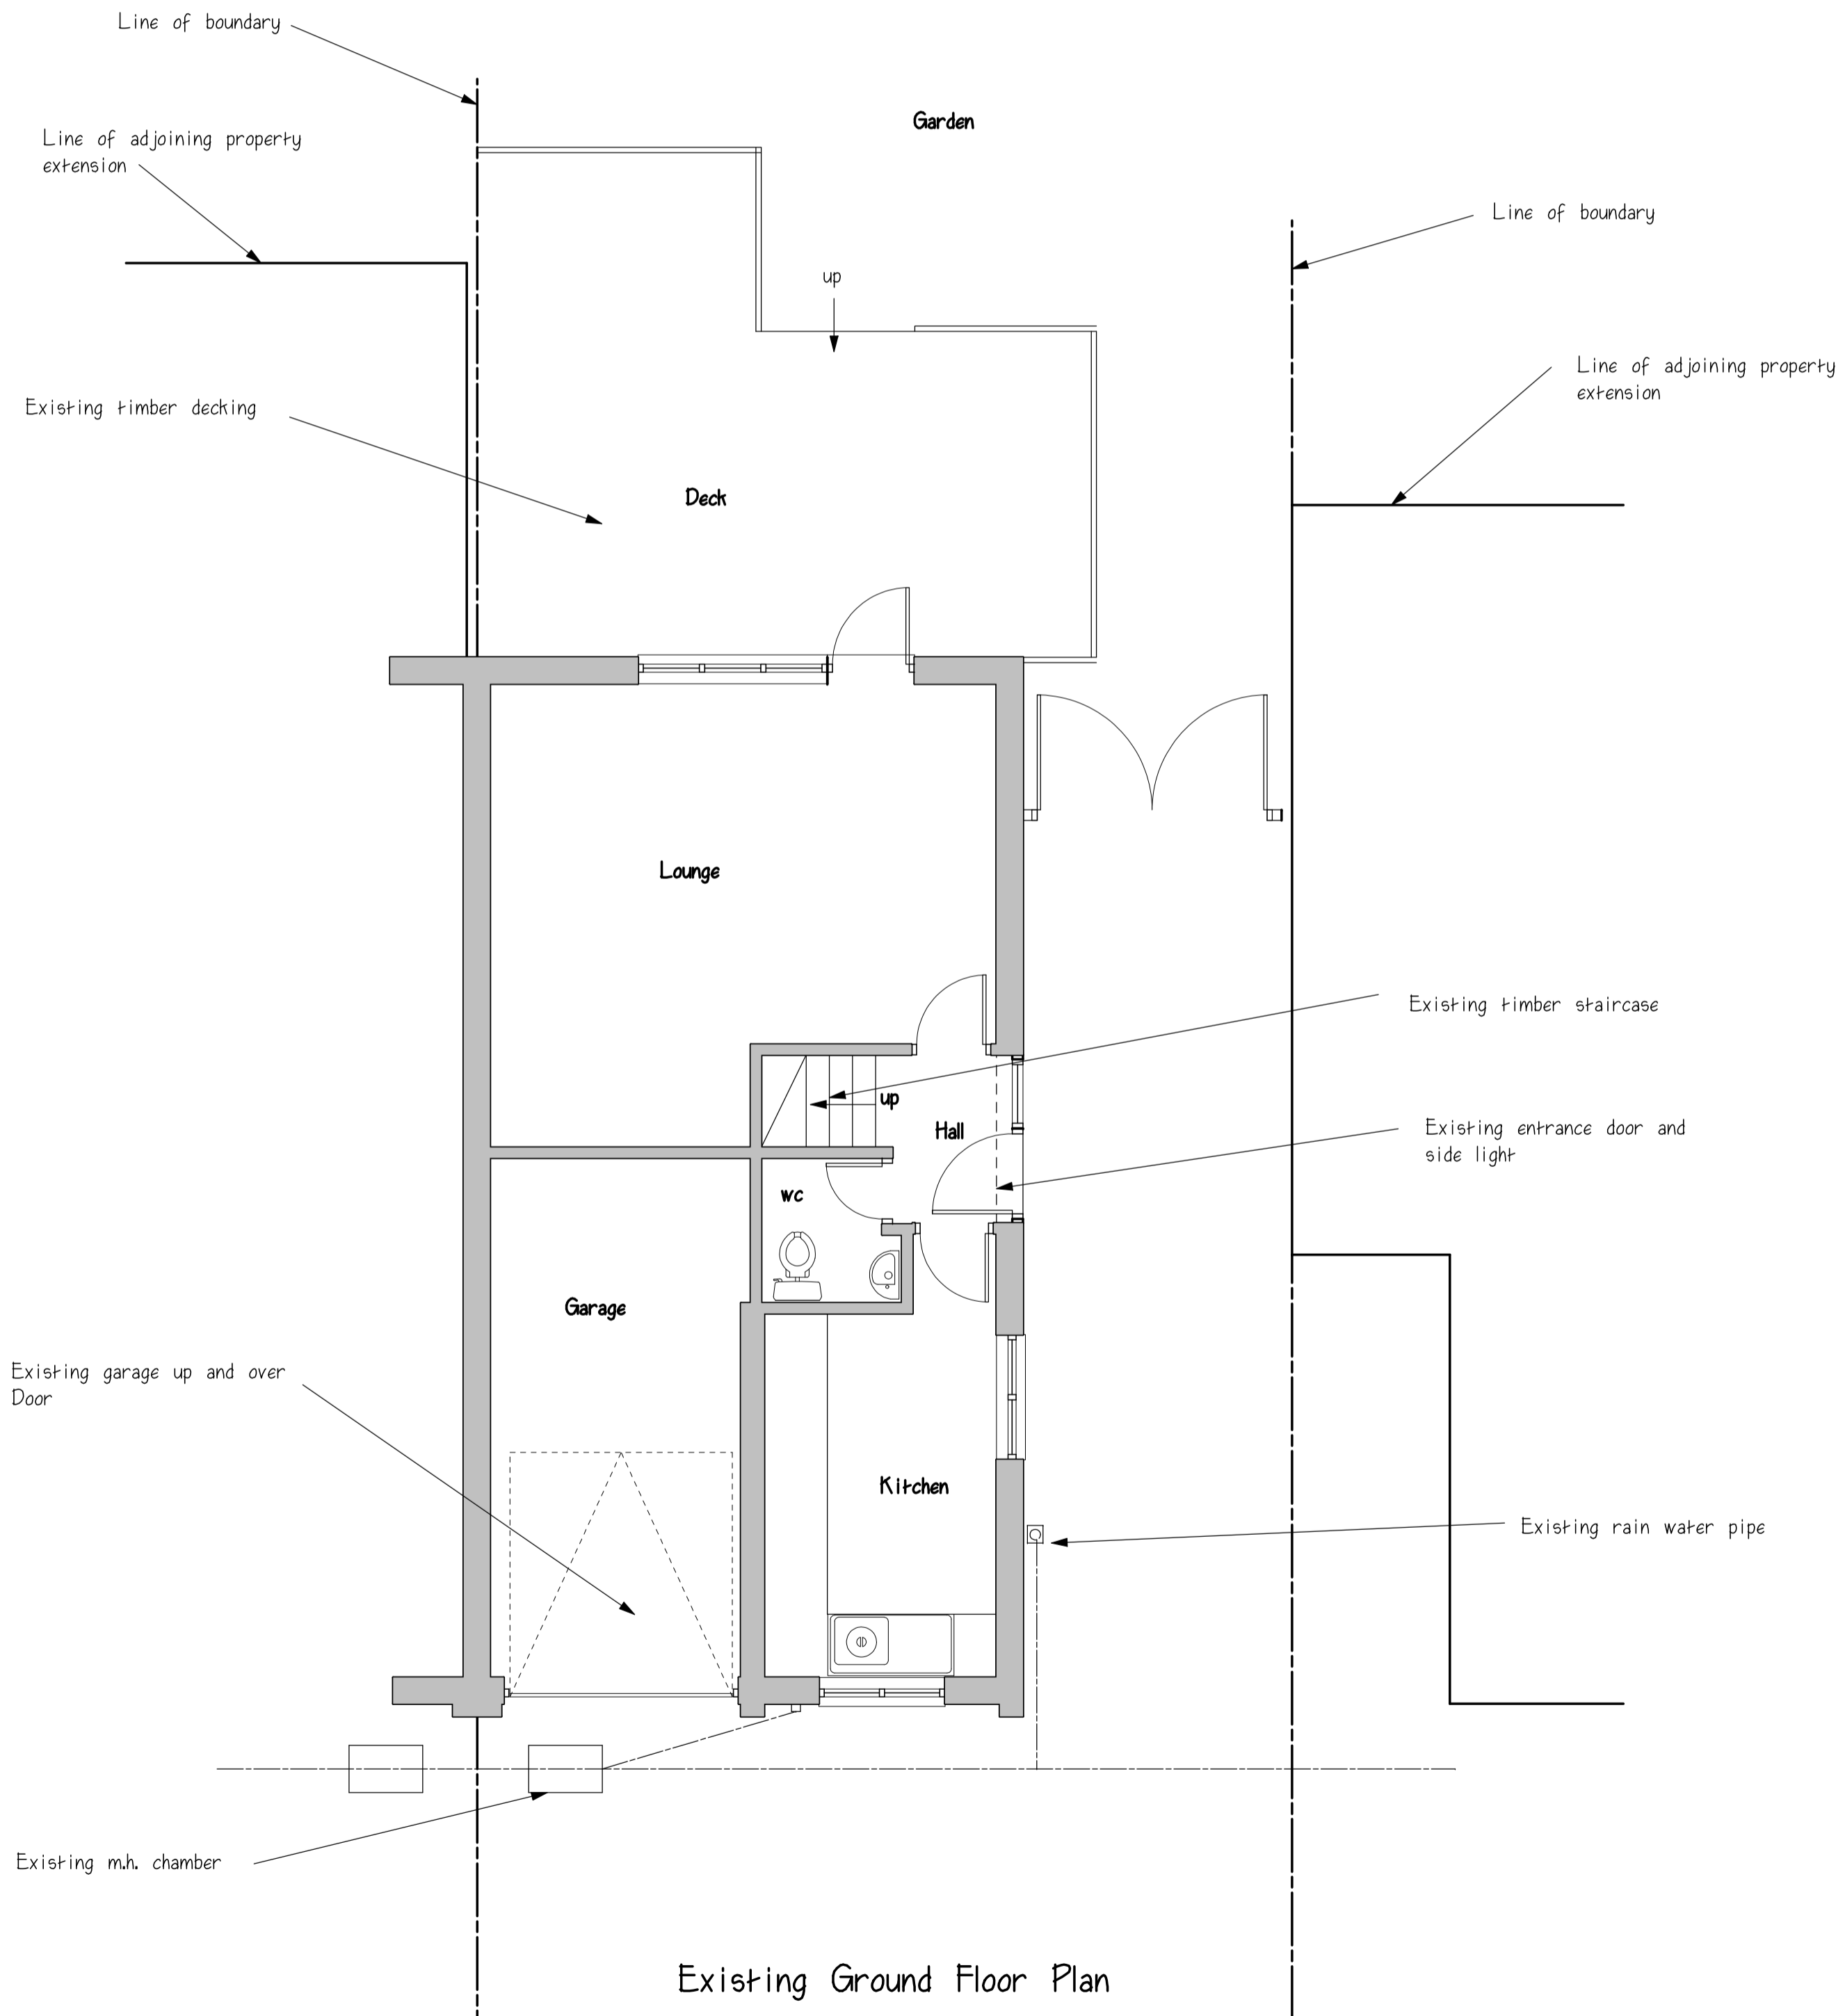 Line of boundary
Garden
Line of adjoining property
extension
Line of boundary
up
Line of adjoining property
extension
Existing timber decking
Deck
Lounge
Existing timber staircase
up
Hall
Existing entrance door and
side light
wc
Garage
Existing garage up and over
Door
Kitchen
Existing rain water pipe
Existing m.h. chamber
Existing Ground Floor Plan